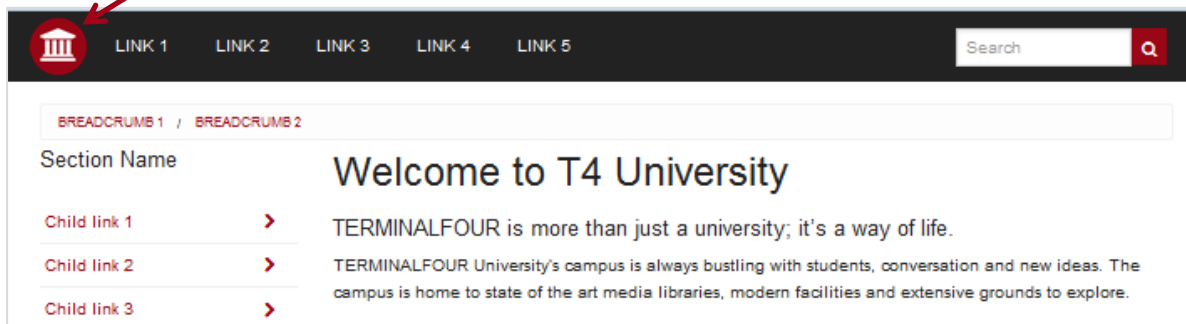 LINK 1 LINK 2 LINK 3 LINK 4 LINK 5 Search
BREADCRUMB 1 / BREADCRUMB 2
Section Name
Child link 1
Child link 2
Child link 3
Welcome to T4 University
TERMINALFOUR is more than just a university; it's a way of life.
TERMINALFOUR University's campus is always bustling with students, conversation and new ideas. The
campus is home to state of the art media libraries, modern facilities and extensive grounds to explore.